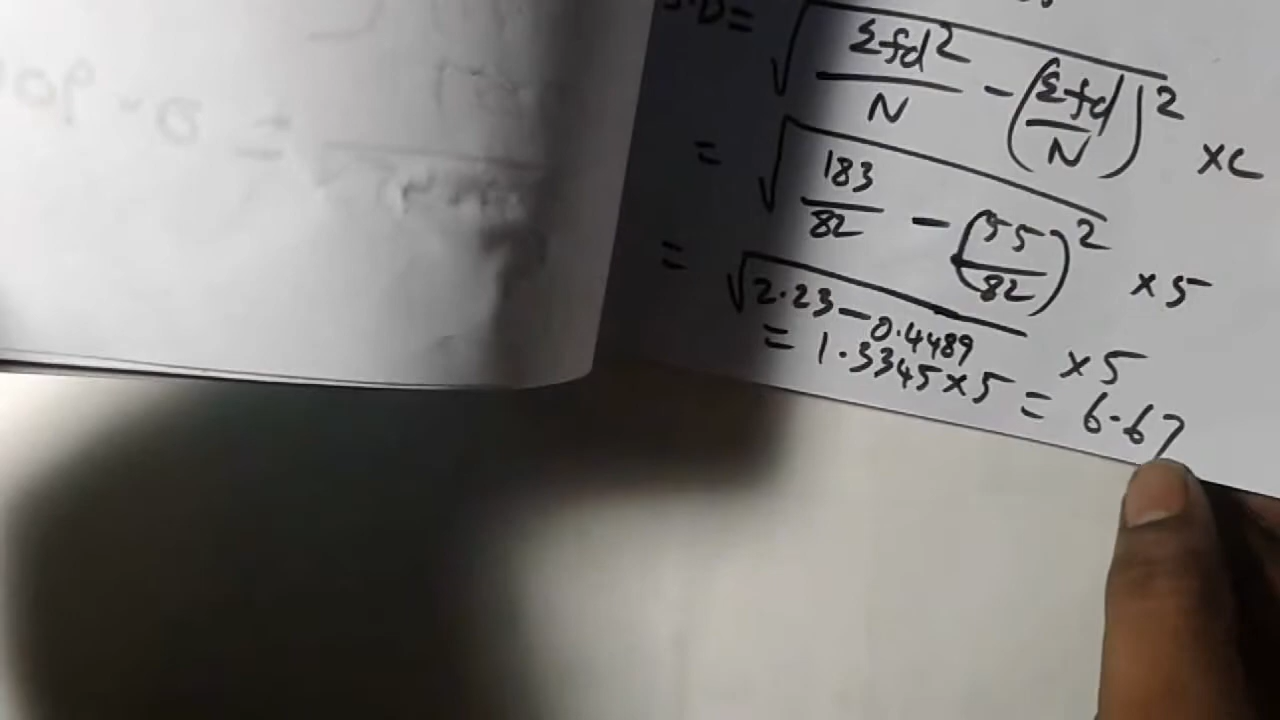 S.D = √(Σfd²/N - (Σfd/N)²) × C
= √(183/82 - (55/82)²) × 5
= √(2.23 - 0.4489) × 5
= 1.3345 × 5 = 6.67